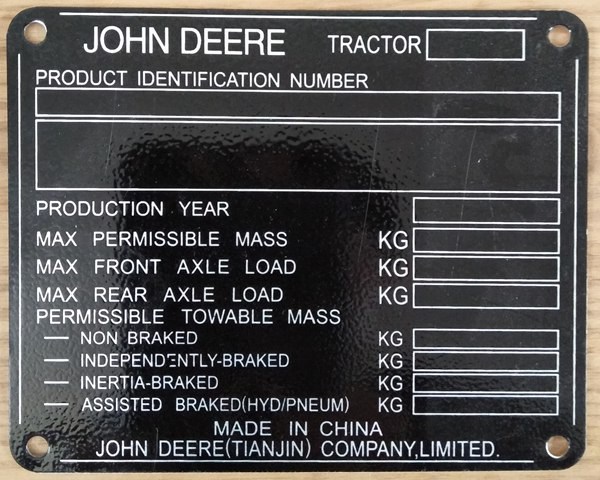 JOHN DEERE TRACTOR
PRODUCT IDENTIFICATION NUMBER
PRODUCTION YEAR
MAX PERMISSIBLE MASS KG
MAX FRONT AXLE LOAD KG
MAX REAR AXLE LOAD KG
PERMISSIBLE TOWABLE MASS
— NON BRAKED KG
— INDEPENDENTLY-BRAKED KG
— INERTIA-BRAKED KG
— ASSISTED BRAKED(HYD/PNEUM) KG
MADE IN CHINA
JOHN DEERE(TIANJIN) COMPANY,LIMITED.